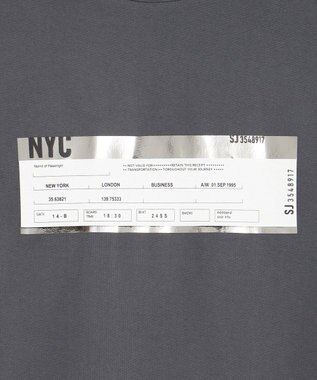 NYC
SJ 3548917
Name of Passenger
** NOT VALID FOR ********* RETAIN THIS RECEIPT ****
** TRANSPORTATION ** THROUGHOUT YOUR JOURNEY ****
NEW YORK LONDON BUSINESS A/W 01.SEP.1995
35.63821 139.75333
GATE 14-B BOARD TIME 18:30 SEAT 24SS SMOKE
SJ 3548917